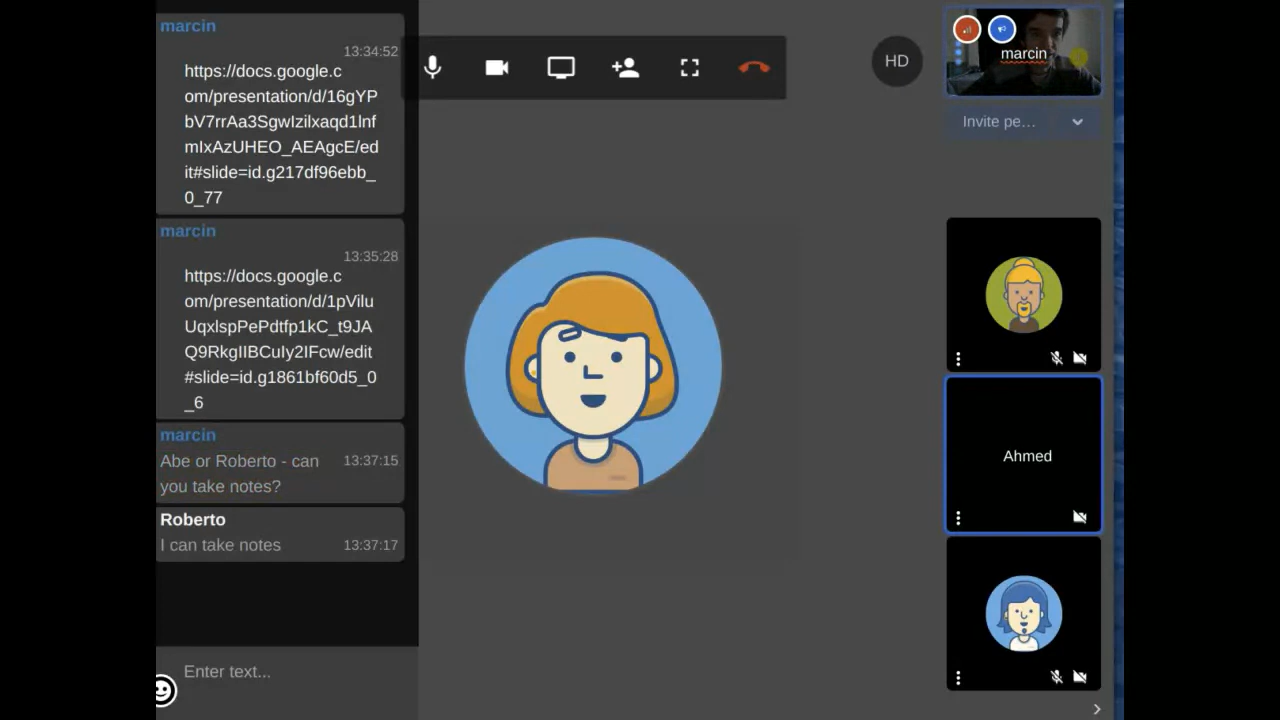 marcin
13:34:52
https://docs.google.c
om/presentation/d/16gYP
bV7rrAa3SgwIzilxaqd1lnf
mIxAzUHEO_AEAgcE/ed
it#slide=id.g217df96ebb_
0_77
marcin
13:35:28
https://docs.google.c
om/presentation/d/1pVilu
UqxlspPePdtfp1kC_t9JA
Q9RkgIIBCuIy2IFcw/edit
#slide=id.g1861bf60d5_0
_6
marcin
Abe or Roberto - can 13:37:15
you take notes?
Roberto
I can take notes 13:37:17
Enter text...
HD
marcin
Invite pe...
Ahmed